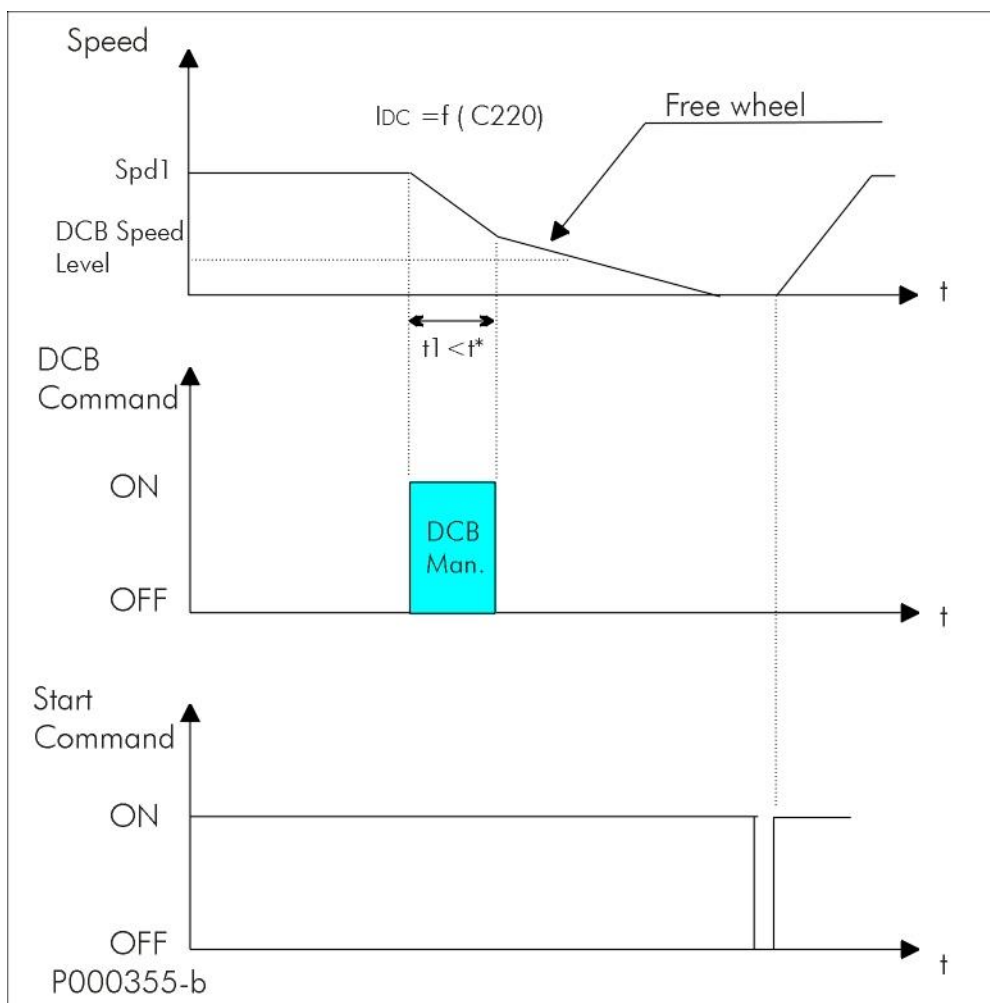 Speed
IDC =f ( C220)
Free wheel
Spd1
DCB Speed
Level
t
t1 <t*
DCB
Command
ON
DCB
Man.
OFF
t
Start
Command
ON
OFF
t
P000355-b